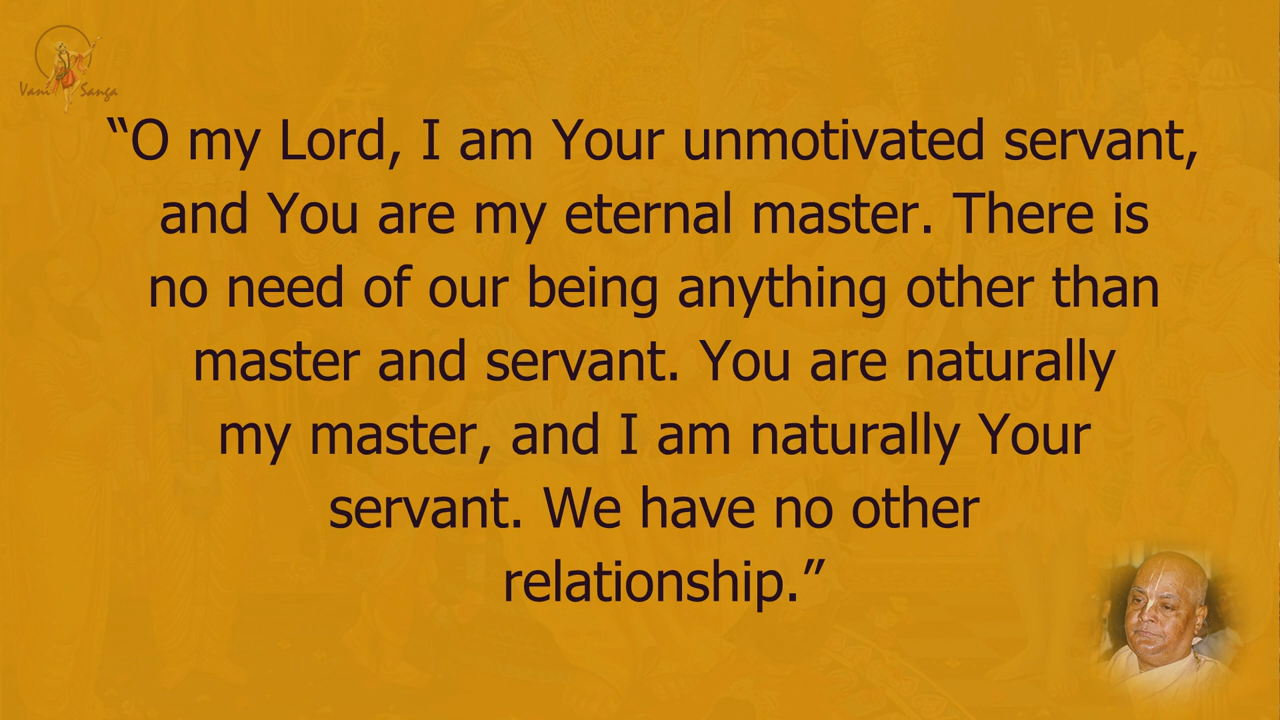 Vani Sanga
“O my Lord, I am Your unmotivated servant,
and You are my eternal master. There is
no need of our being anything other than
master and servant. You are naturally
my master, and I am naturally Your
servant. We have no other
relationship.”